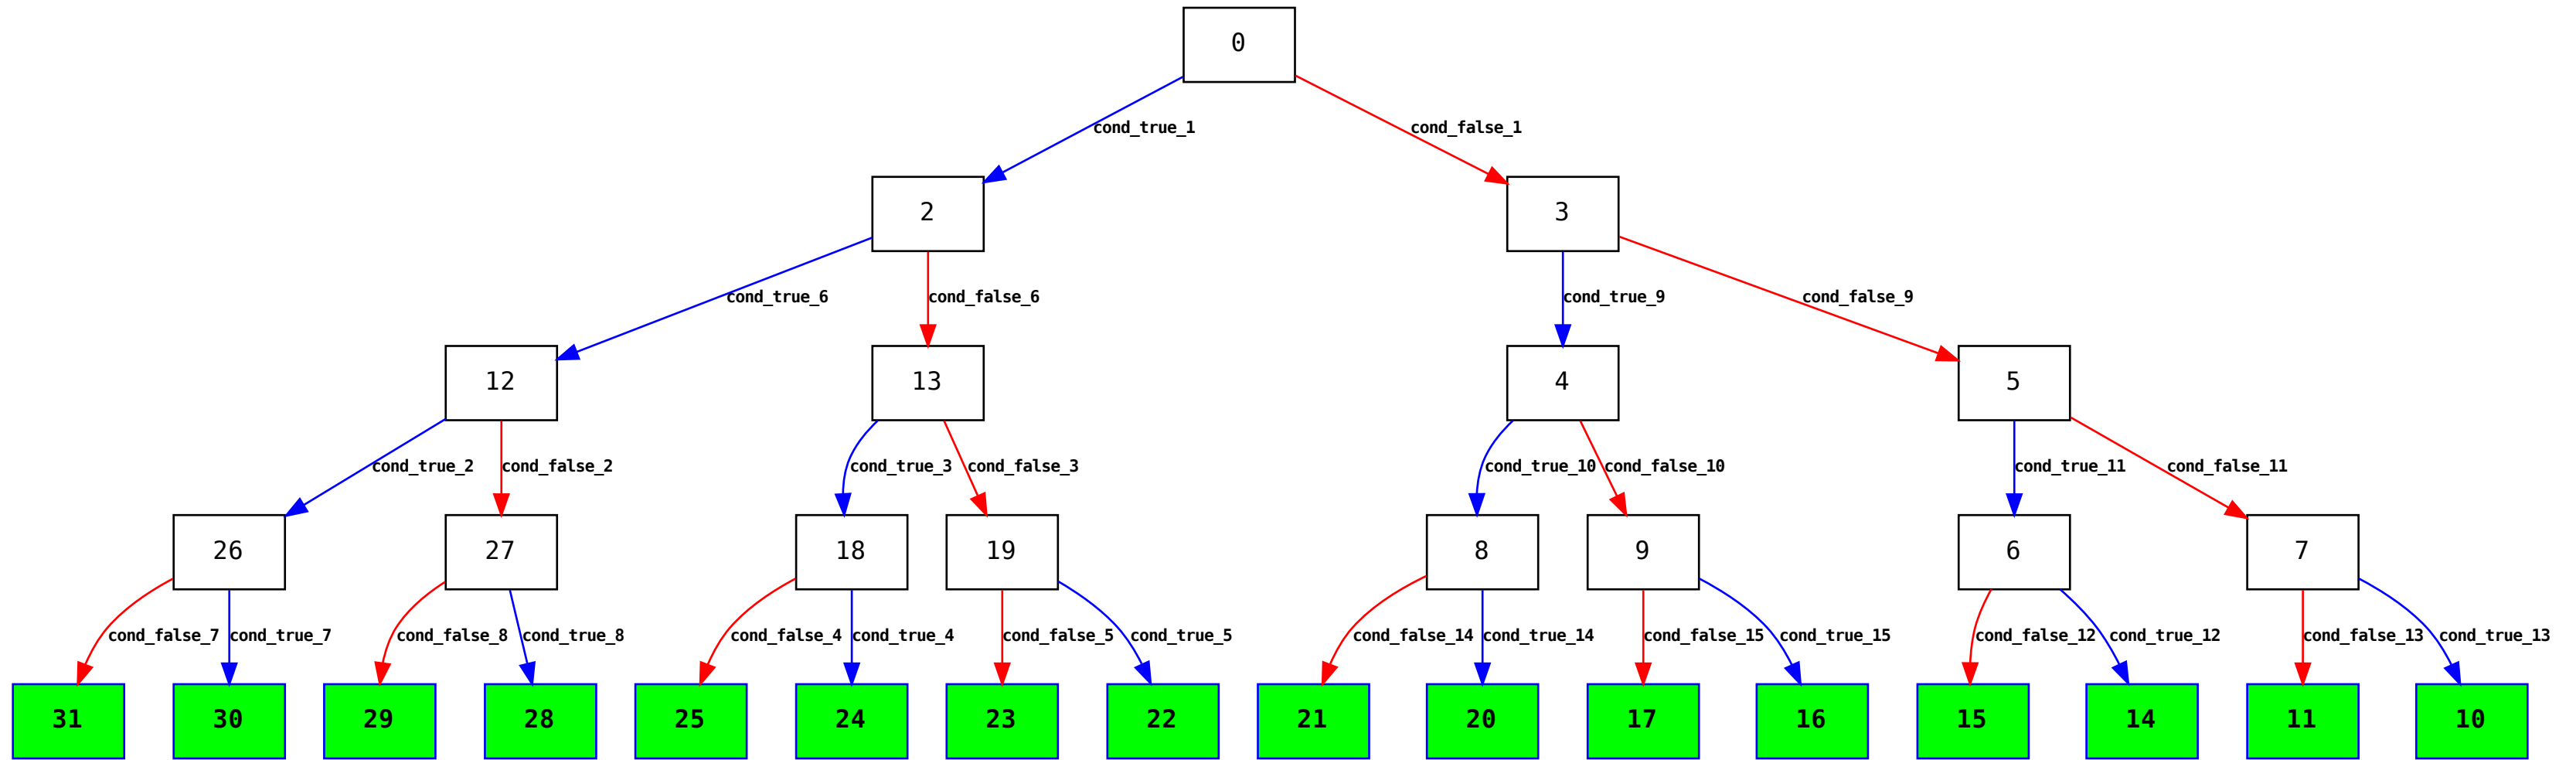 0
cond_true_1 cond_false_1
2 3
cond_true_6 cond_false_6 cond_true_9 cond_false_9
12 13 4 5
cond_true_2 cond_false_2 cond_true_3 cond_false_3 cond_true_10 cond_false_10 cond_true_11 cond_false_11
26 27 18 19 8 9 6 7
cond_false_7 cond_true_7 cond_false_8 cond_true_8 cond_false_4 cond_true_4 cond_false_5 cond_true_5 cond_false_14 cond_true_14 cond_false_15 cond_true_15 cond_false_12 cond_true_12 cond_false_13 cond_true_13
31 30 29 28 25 24 23 22 21 20 17 16 15 14 11 10